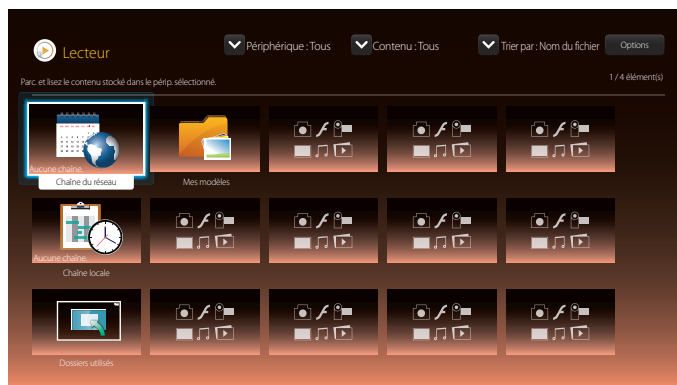 Lecteur
Périphérique : Tous
Contenu : Tous
Trier par : Nom du fichier
Options
Parc. et lisez le contenu stocké dans le périp. sélectionné.
1 / 4 élément(s)
Aucune chaîne.
Chaîne du réseau
Mes modèles
Aucune chaîne.
Chaîne locale
Dossiers utilisés